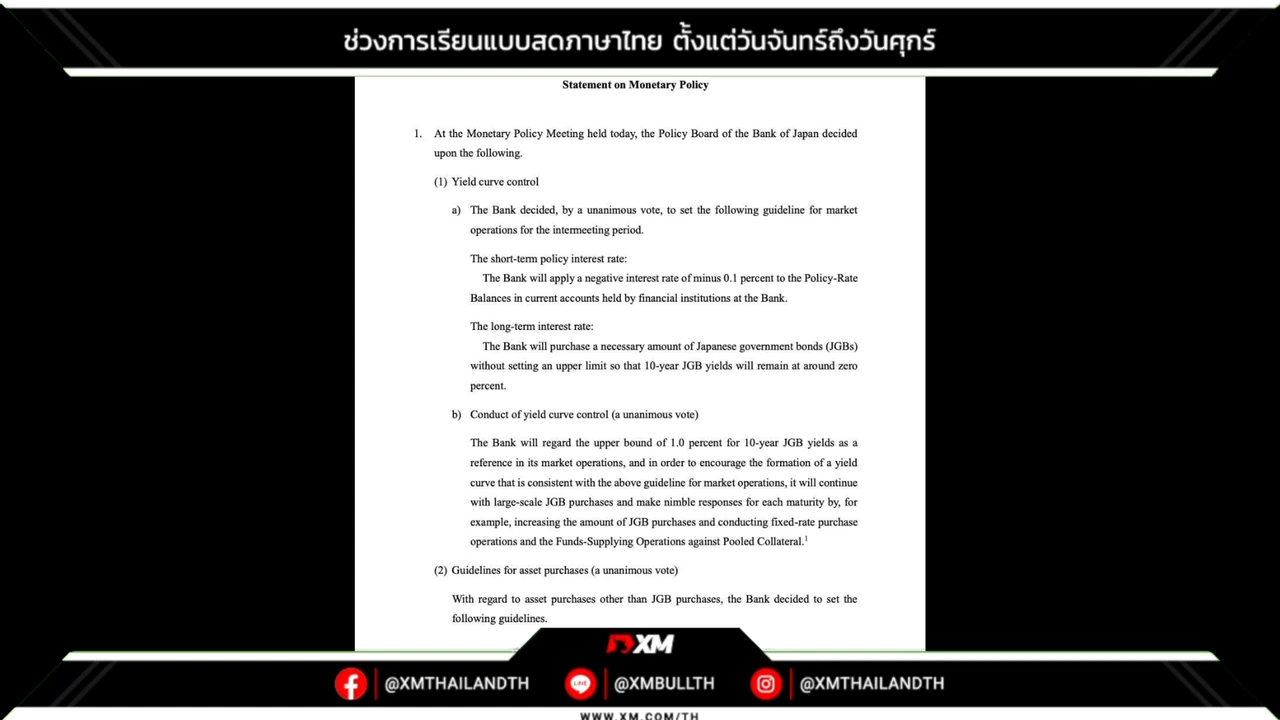 ช่วงการเรียนแบบสดภาษาไทย ตั้งแต่วันจันทร์ถึงวันศุกร์
Statement on Monetary Policy
1. At the Monetary Policy Meeting held today, the Policy Board of the Bank of Japan decided
upon the following.
(1) Yield curve control
a) The Bank decided, by a unanimous vote, to set the following guideline for market
operations for the intermeeting period.
The short-term policy interest rate:
The Bank will apply a negative interest rate of minus 0.1 percent to the Policy-Rate
Balances in current accounts held by financial institutions at the Bank.
The long-term interest rate:
The Bank will purchase a necessary amount of Japanese government bonds (JGBs)
without setting an upper limit so that 10-year JGB yields will remain at around zero
percent.
b) Conduct of yield curve control (a unanimous vote)
The Bank will regard the upper bound of 1.0 percent for 10-year JGB yields as a
reference in its market operations, and in order to encourage the formation of a yield
curve that is consistent with the above guideline for market operations, it will continue
with large-scale JGB purchases and make nimble responses for each maturity by, for
example, increasing the amount of JGB purchases and conducting fixed-rate purchase
operations and the Funds-Supplying Operations against Pooled Collateral.¹
(2) Guidelines for asset purchases (a unanimous vote)
With regard to asset purchases other than JGB purchases, the Bank decided to set the
following guidelines.
XM
@XMTHAILANDTH
LINE
@XMBULLTH
@XMTHAILANDTH
WWW.XM.COM/TH